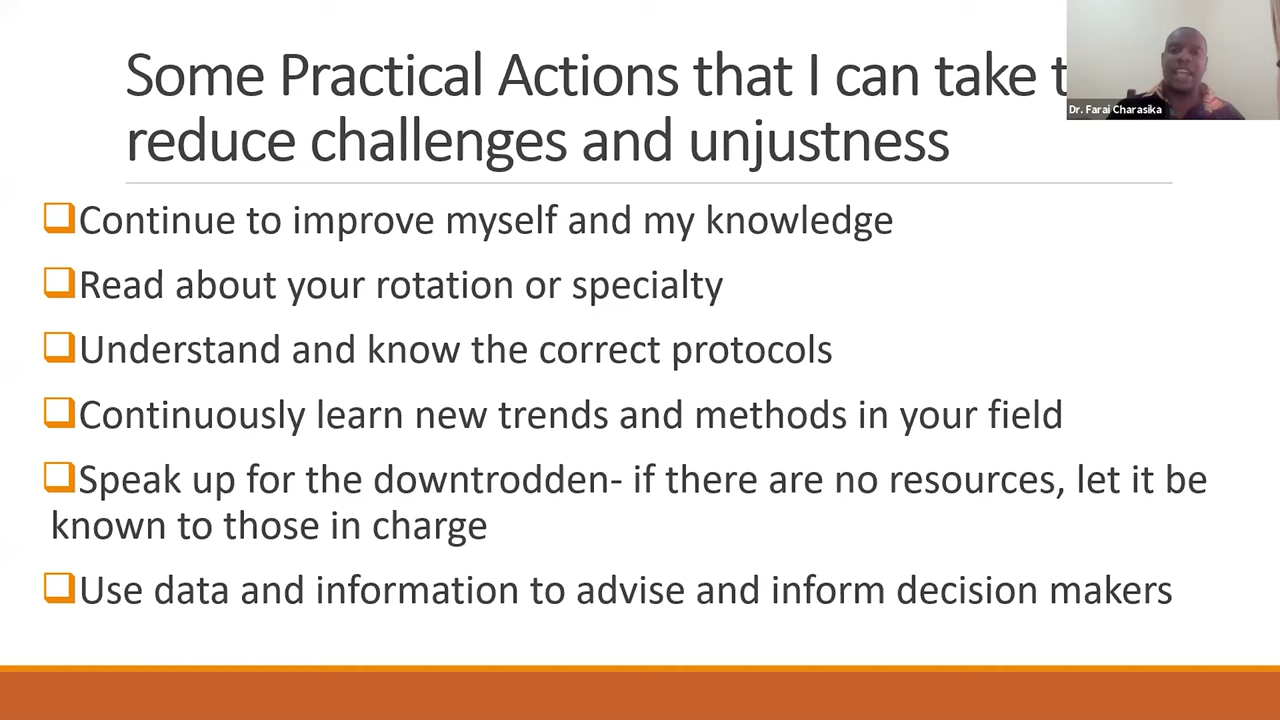 Some Practical Actions that I can take
reduce challenges and unjustness
Dr. Farai Charasika
Continue to improve myself and my knowledge
Read about your rotation or specialty
Understand and know the correct protocols
Continuously learn new trends and methods in your field
Speak up for the downtrodden- if there are no resources, let it be
known to those in charge
Use data and information to advise and inform decision makers